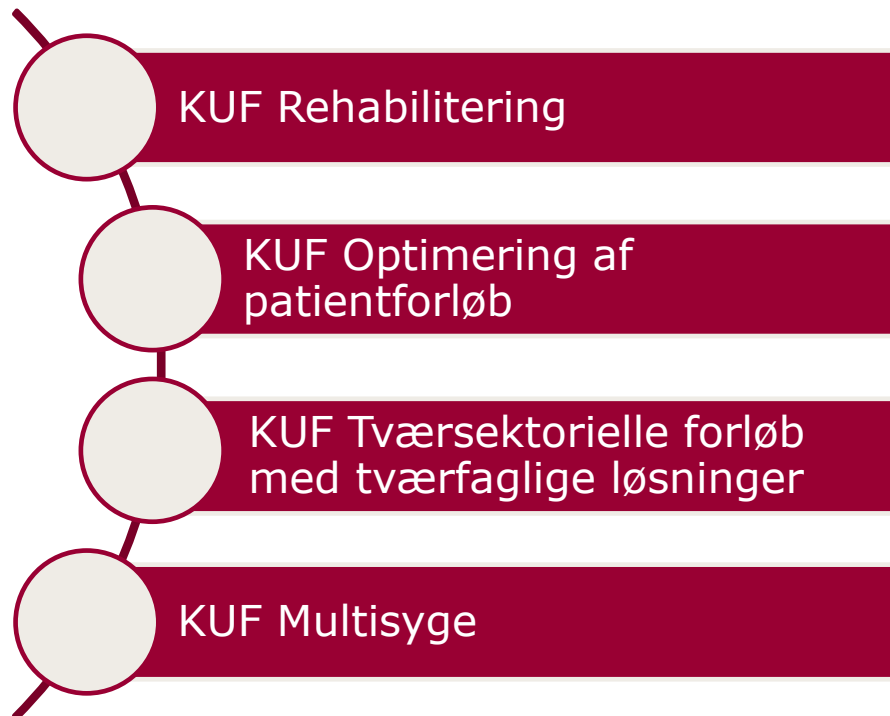 KUF Rehabilitering
KUF Optimering af
patientforløb
KUF Tværsektorielle forløb
med tværfaglige løsninger
KUF Multisyge